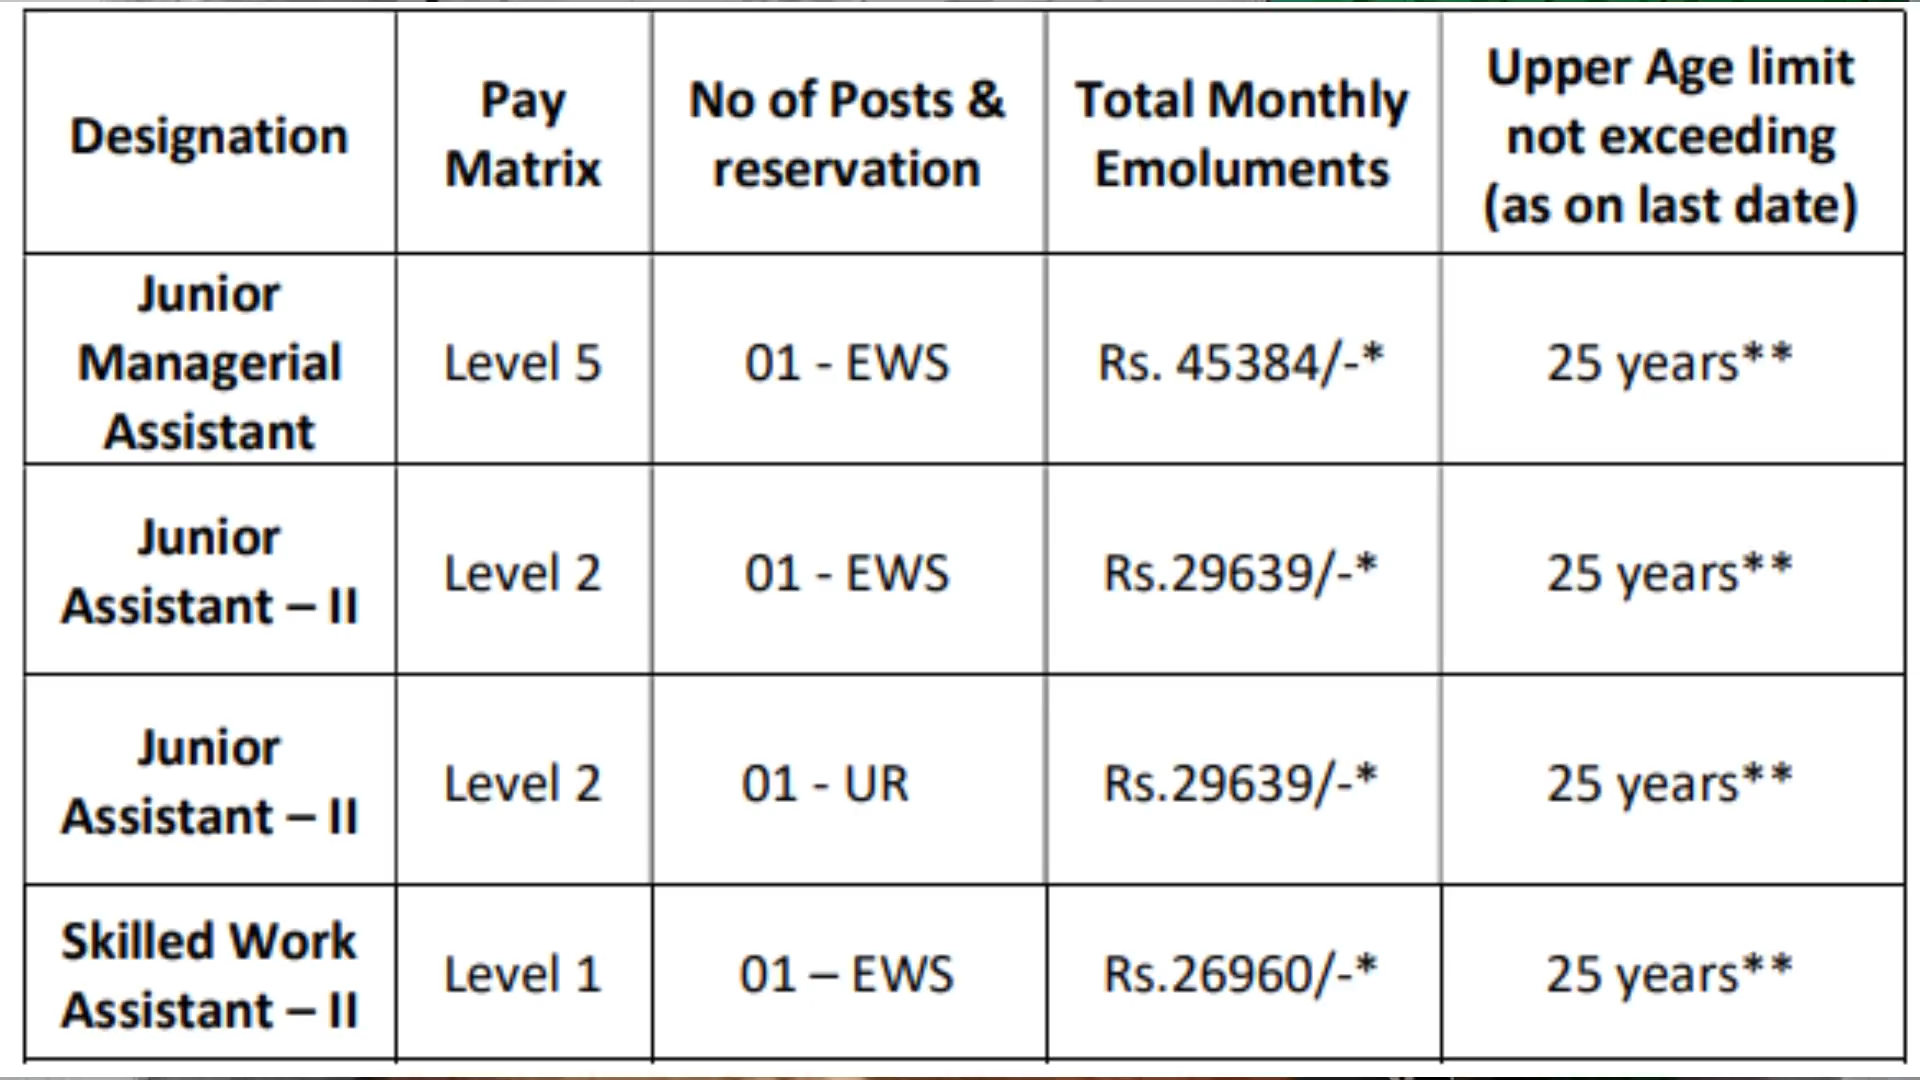 Designation
Pay
Matrix
No of Posts &
reservation
Total Monthly
Emoluments
Upper Age limit
not exceeding
(as on last date)
Junior
Managerial
Assistant
Level 5
01 - EWS
Rs. 45384/-*
25 years**
Junior
Assistant – II
Level 2
01 - EWS
Rs.29639/-*
25 years**
Junior
Assistant – II
Level 2
01 - UR
Rs.29639/-*
25 years**
Skilled Work
Assistant – II
Level 1
01 – EWS
Rs.26960/-*
25 years**